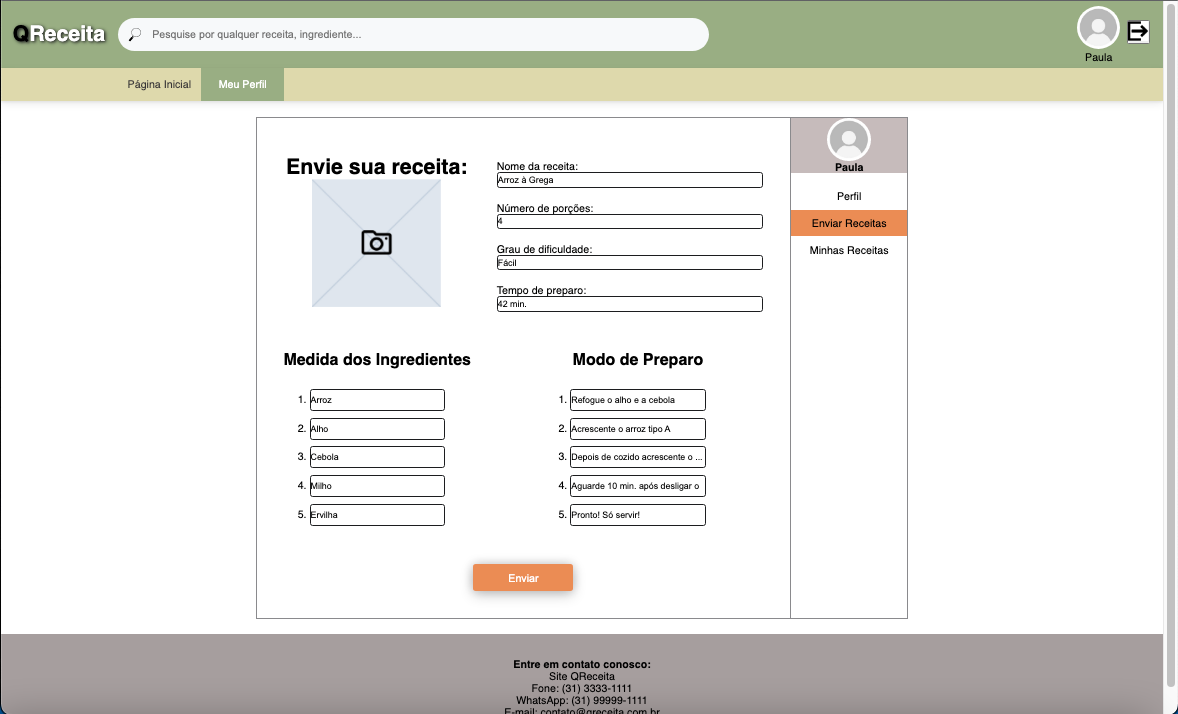 QReceita
Pesquise por qualquer receita, ingrediente...
Paula
Página Inicial
Meu Perfil
Envie sua receita:
Nome da receita:
Arroz à Grega
Número de porções:
4
Grau de dificuldade:
Fácil
Tempo de preparo:
42 min.
Paula
Perfil
Enviar Receitas
Minhas Receitas
Medida dos Ingredientes
1. Arroz
2. Alho
3. Cebola
4. Milho
5. Ervilha
Modo de Preparo
1. Refogue o alho e a cebola
2. Acrescente o arroz tipo A
3. Depois de cozido acrescente o ...
4. Aguarde 10 min. após desligar o
5. Pronto! Só servir!
Enviar
Entre em contato conosco:
Site QReceita
Fone: (31) 3333-1111
WhatsApp: (31) 99999-1111
E-mail: contato@qreceita.com.br